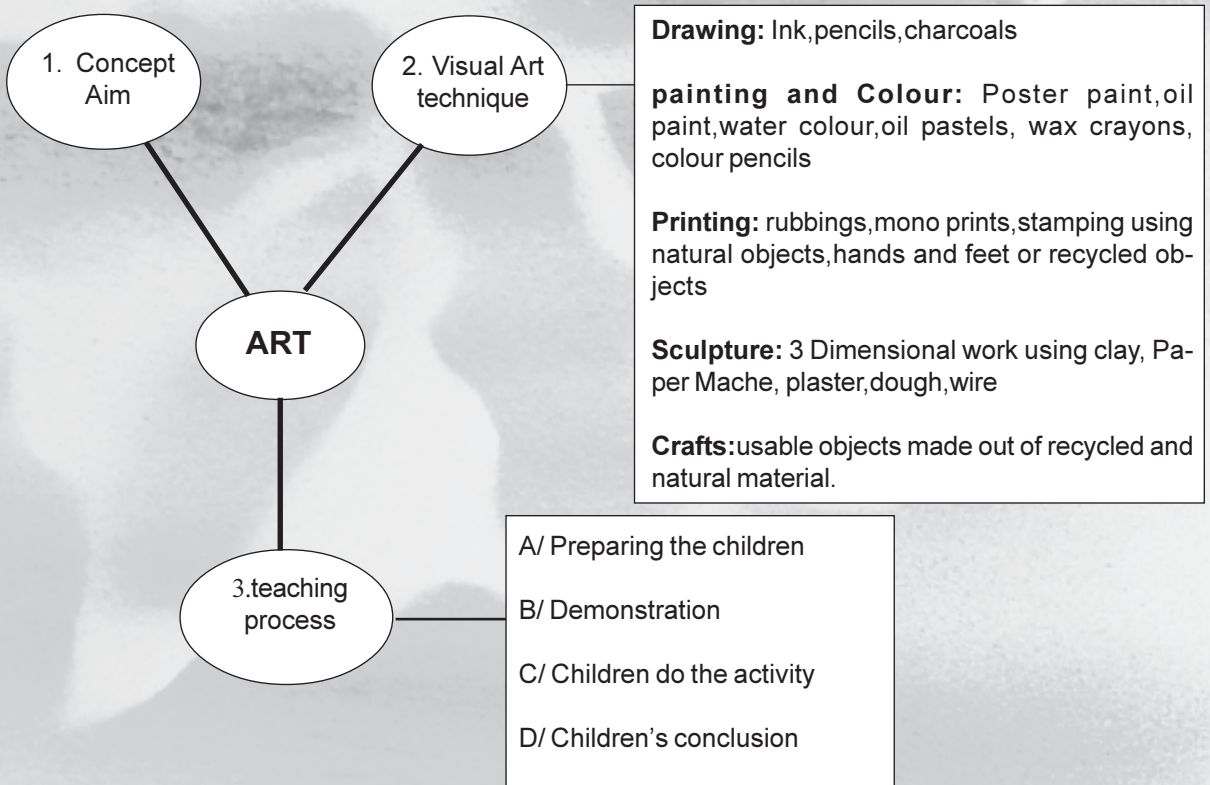 1. Concept
Aim
2. Visual Art
technique
Drawing: Ink,pencils,charcoals
painting and Colour: Poster paint,oil
paint,water colour,oil pastels, wax crayons,
colour pencils
Printing: rubbings,mono prints,stamping using
natural objects,hands and feet or recycled ob-
jects
Sculpture: 3 Dimensional work using clay, Pa-
per Mache, plaster,dough,wire
Crafts:usable objects made out of recycled and
natural material.
ART
3.teaching
process
A/ Preparing the children
B/ Demonstration
C/ Children do the activity
D/ Children’s conclusion